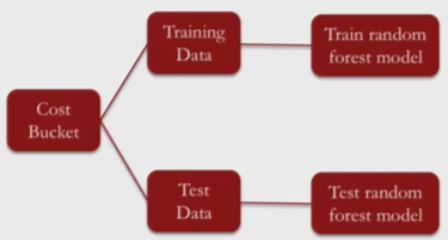 Training
Data
Train random
forest model
Cost
Bucket
Test
Data
Test random
forest model